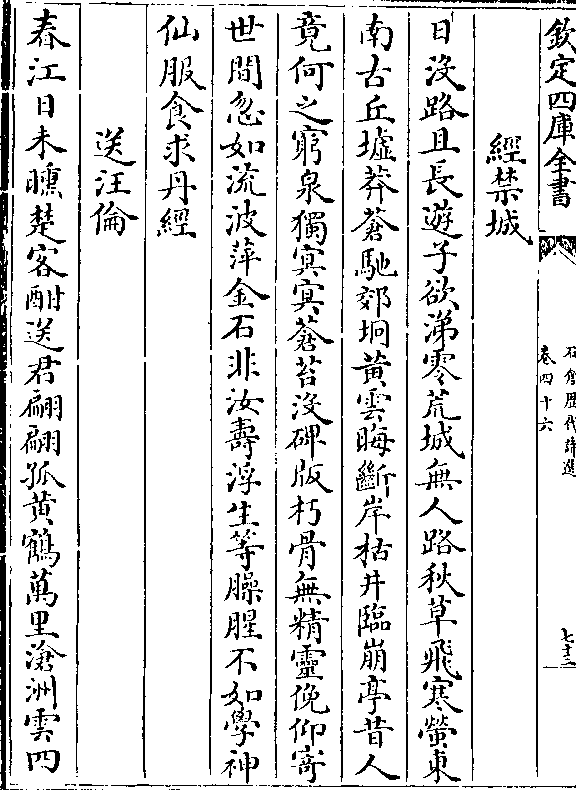 欽定四庫全書
石倉歴代詩選
卷四十六
經禁城
日沒路且長遊子欲涕零荒城無人路秋草飛寒螢東
南古丘墟莽蒼馳郊坰黄雲晦斷岸枯井臨崩亭昔人
竟何之窮泉獨冥冥蒼苔沒碑版朽骨無精靈俛仰寄
世間忽如流波萍金石非汝壽浮生等臊腥不如學神
仙服食求丹經
送汪倫
春江日未曛楚客酣送君翩翩孤黄鶴萬里滄洲雲四